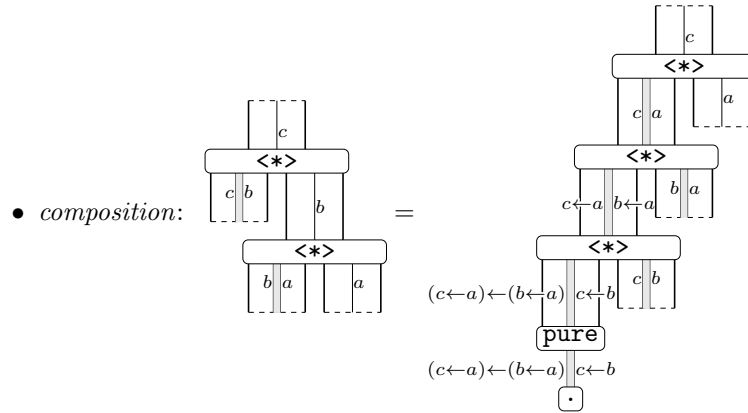 c
c
<*>
a
c a
<*>
<*>
c b
c←a b←a
b a
• composition:
b
=
<*>
<*>
b a
a
c b
(c←a)←(b←a) c←b
pure
(c←a)←(b←a) c←b
·